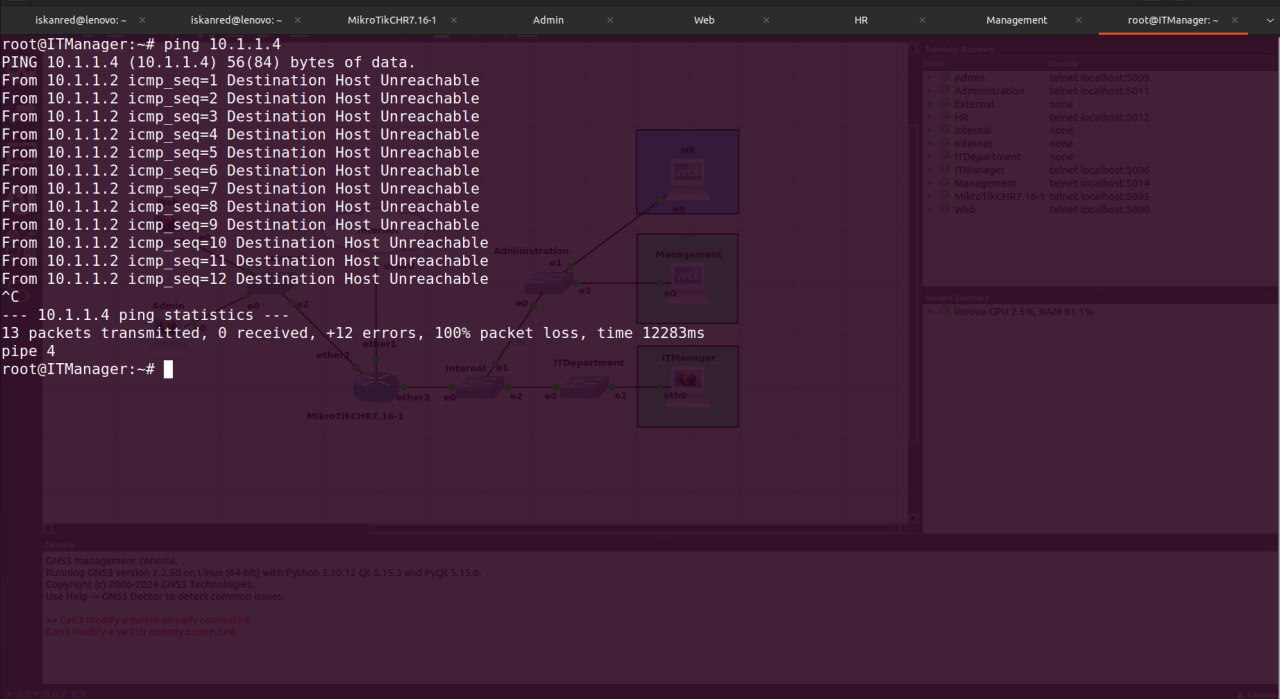 iskanred@lenovo: ~
iskanred@lenovo: ~
MikroTikCHR7.16-1
Admin
Web
HR
Management
root@ITManager: ~
root@ITManager:~# ping 10.1.1.4
PING 10.1.1.4 (10.1.1.4) 56(84) bytes of data.
From 10.1.1.2 icmp_seq=1 Destination Host Unreachable
From 10.1.1.2 icmp_seq=2 Destination Host Unreachable
From 10.1.1.2 icmp_seq=3 Destination Host Unreachable
From 10.1.1.2 icmp_seq=4 Destination Host Unreachable
From 10.1.1.2 icmp_seq=5 Destination Host Unreachable
From 10.1.1.2 icmp_seq=6 Destination Host Unreachable
From 10.1.1.2 icmp_seq=7 Destination Host Unreachable
From 10.1.1.2 icmp_seq=8 Destination Host Unreachable
From 10.1.1.2 icmp_seq=9 Destination Host Unreachable
From 10.1.1.2 icmp_seq=10 Destination Host Unreachable
From 10.1.1.2 icmp_seq=11 Destination Host Unreachable
From 10.1.1.2 icmp_seq=12 Destination Host Unreachable
^C
--- 10.1.1.4 ping statistics ---
13 packets transmitted, 0 received, +12 errors, 100% packet loss, time 12283ms
pipe 4
root@ITManager:~#
Topology Summary
Node Console
Admin telnet localhost:5009
Administration telnet localhost:5011
External none
HR telnet localhost:5012
Internal none
Internet none
ITDepartment none
ITManager telnet localhost:5006
Management telnet localhost:5014
MikroTikCHR7.16-1 telnet localhost:5005
Web telnet localhost:5000
Servers Summary
lenovo CPU 2.5%, RAM 61.1%
HR
VPCS
e0
Administration
e1
e2
e0
Management
VPCS
e0
Admin
e0
e2
ether2
ether1
Internal
e1
ITDepartment
ITManager
ether3
e0
e2
e0
e1
eth0
MikroTikCHR7.16-1
Console
GNS3 management console.
Running GNS3 version 2.2.50 on Linux (64-bit) with Python 3.10.12 Qt 5.15.3 and PyQt 5.15.6.
Copyright (c) 2006-2024 GNS3 Technologies.
Use Help -> GNS3 Doctor to detect common issues.
=> Can't modify a switch already connected.
Can't modify a switch already connected.